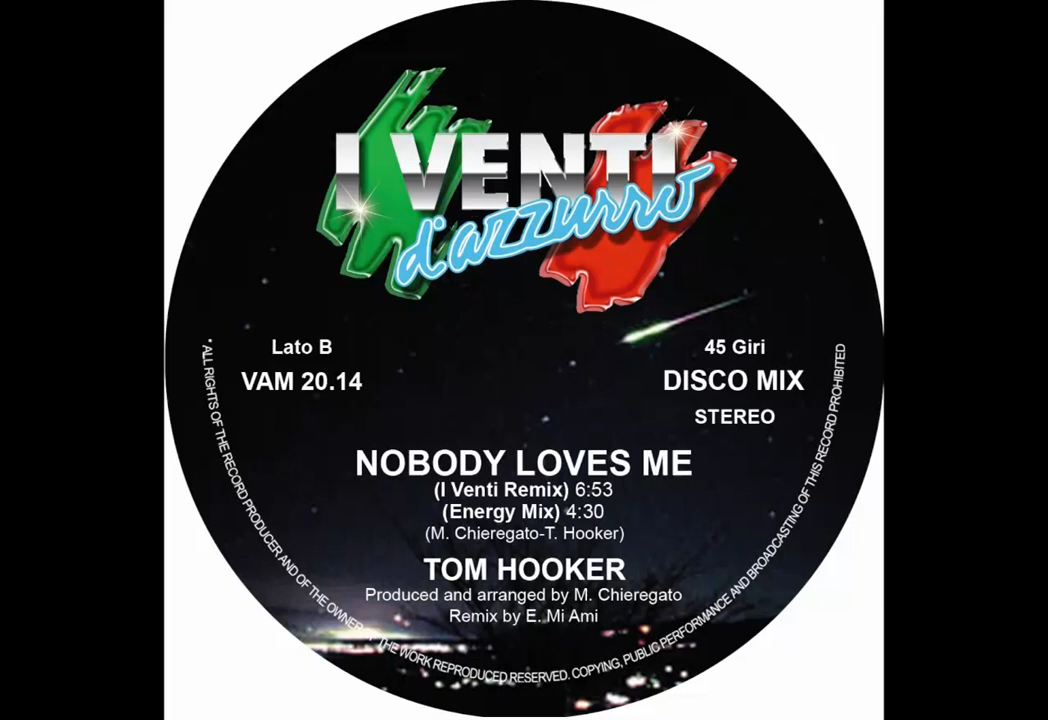 I VENTI
d'azzurro
Lato B
VAM 20.14
45 Giri
DISCO MIX
STEREO
NOBODY LOVES ME
(I Venti Remix) 6:53
(Energy Mix) 4:30
(M. Chieregato-T. Hooker)
TOM HOOKER
Produced and arranged by M. Chieregato
Remix by E. Mi Ami
*ALL RIGHTS OF THE RECORD PRODUCER AND OF THE OWNER OF THE WORK REPRODUCED RESERVED. COPYING, PUBLIC PERFORMANCE AND BROADCASTING OF THIS RECORD PROHIBITED